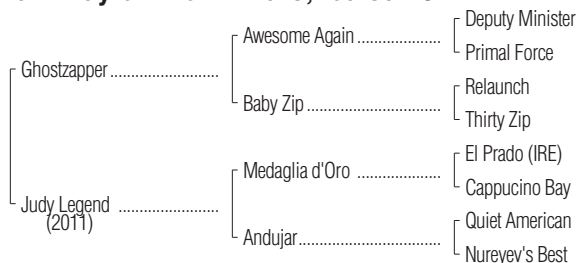 Deputy Minister
Awesome Again
Primal Force
Ghostzapper
Relaunch
Baby Zip
Thirty Zip
El Prado (IRE)
Medaglia d'Oro
Cappucino Bay
Judy Legend
(2011)
Quiet American
Andujar
Nureyev's Best